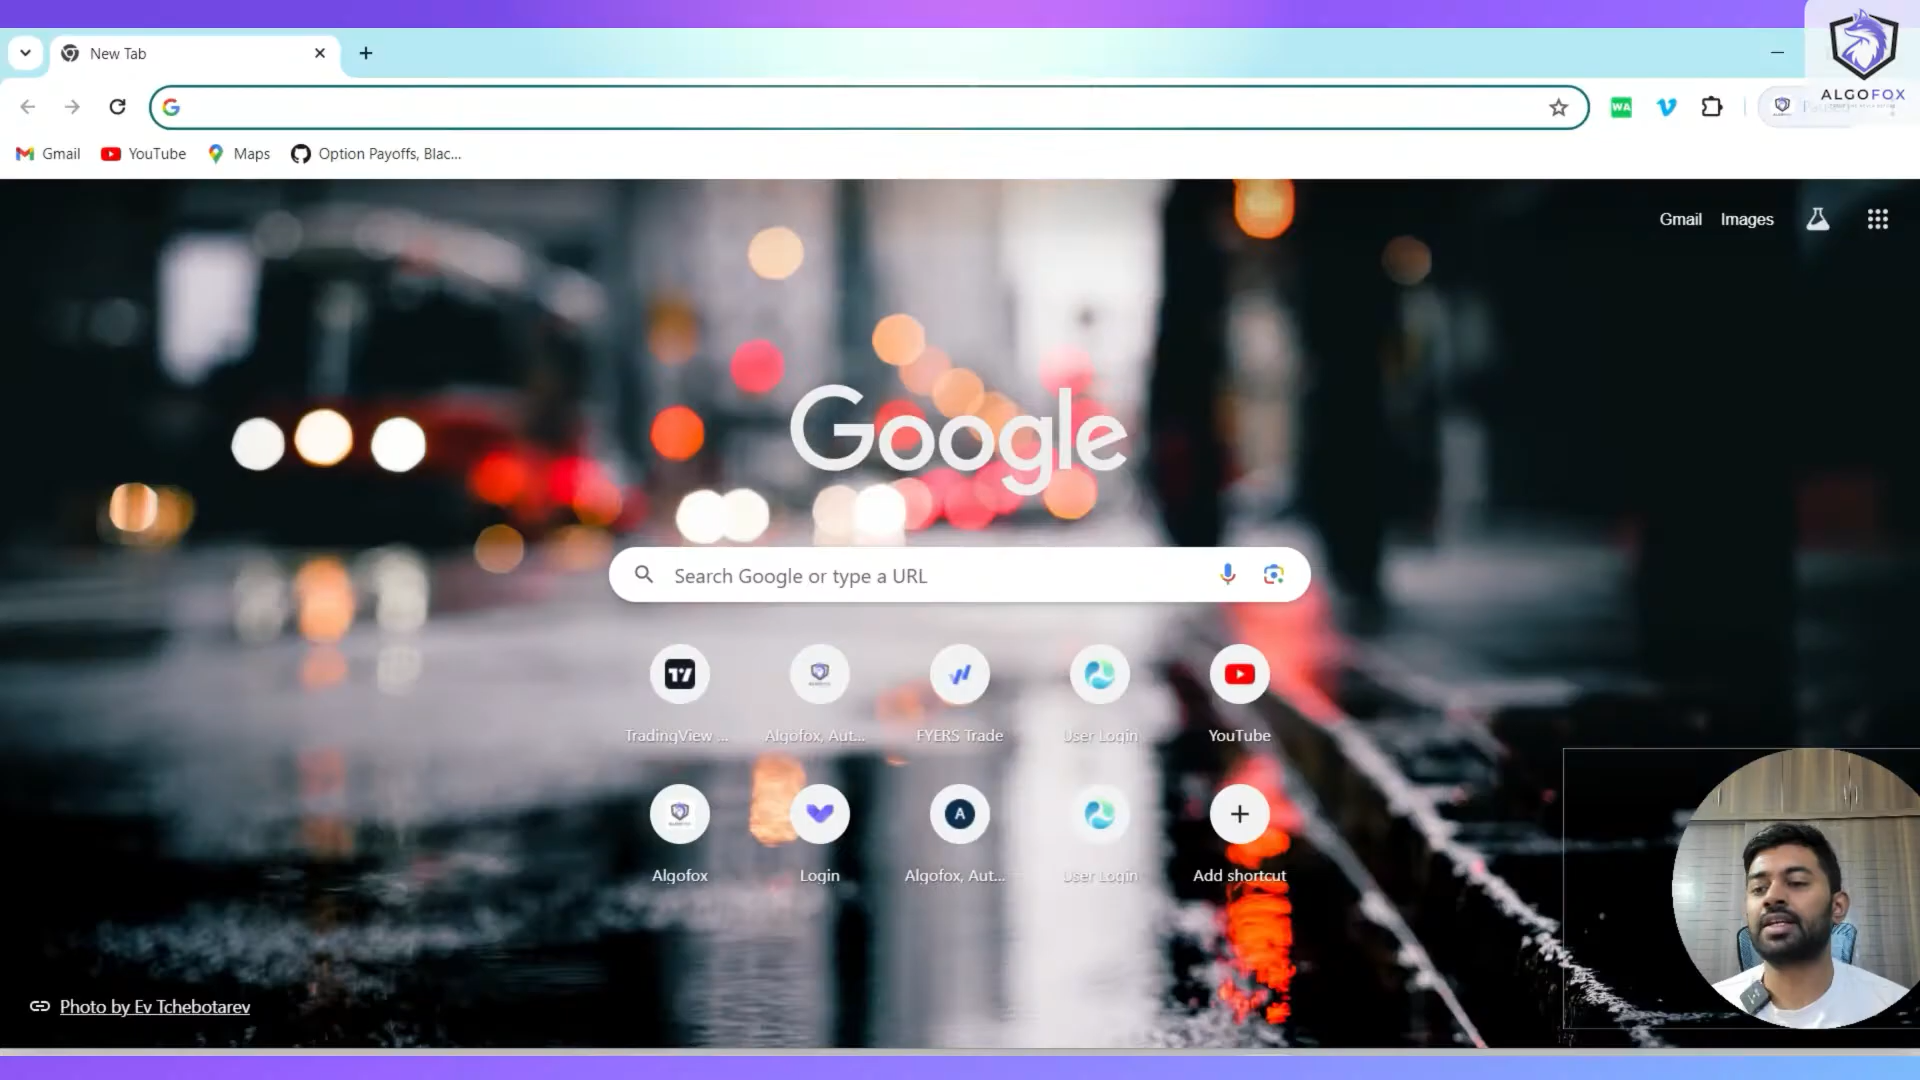 New Tab
ALGOFOX
WA
Gmail
YouTube
Maps
Option Payoffs, Blac...
Gmail
Images
Google
Search Google or type a URL
TradingView ...
Algofox, Aut...
FYERS Trade
User Login
YouTube
A
Algofox
Login
Algofox, Aut...
User Login
Add shortcut
Photo by Ev Tchebotarev